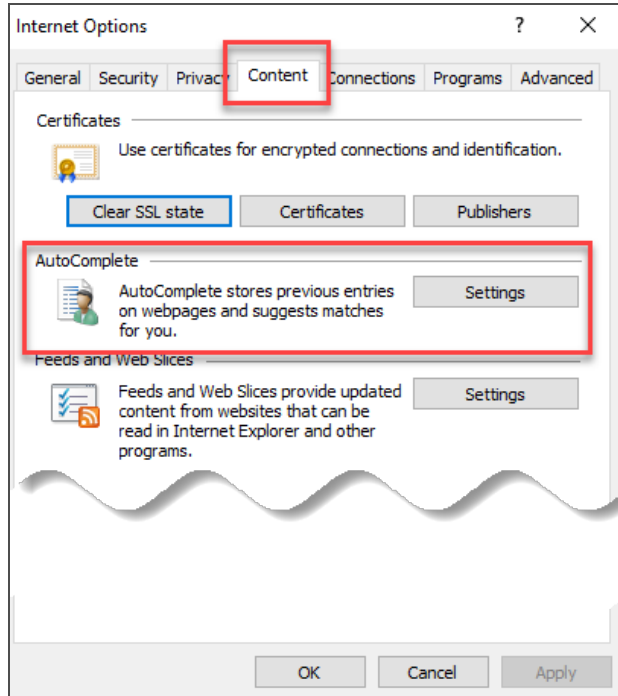 Internet Options ?
General Security Privacy Content Connections Programs Advanced
Certificates
Use certificates for encrypted connections and identification.
Clear SSL state Certificates Publishers
AutoComplete
AutoComplete stores previous entries
on webpages and suggests matches
for you.
Settings
Feeds and Web Slices
Feeds and Web Slices provide updated
content from websites that can be
read in Internet Explorer and other
programs.
Settings
OK Cancel Apply